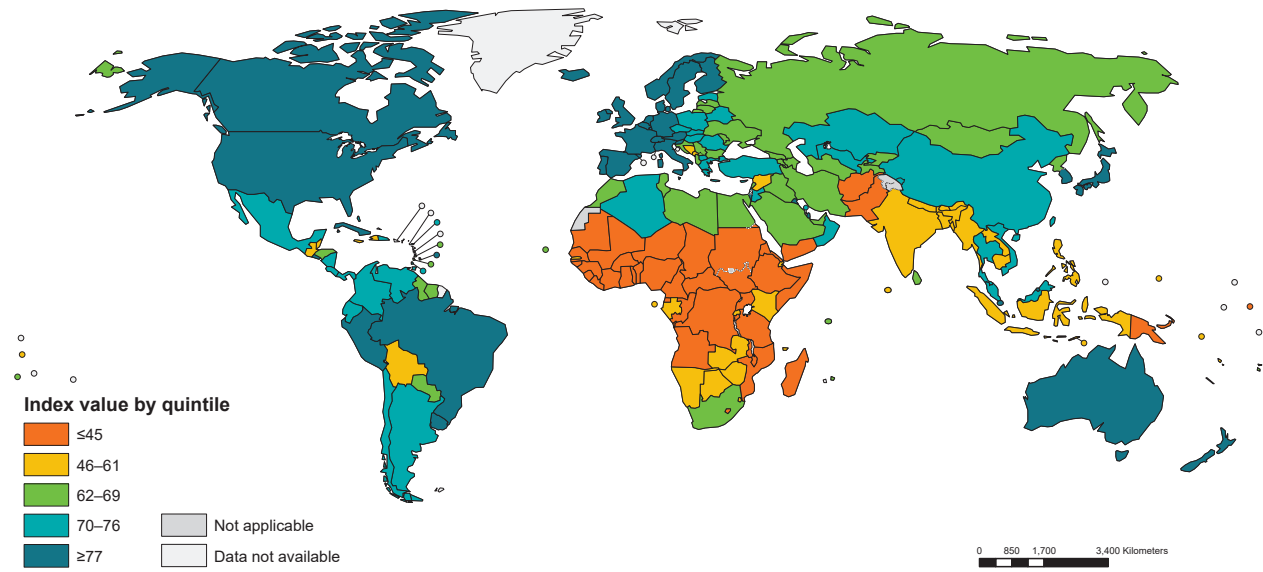 Index value by quintile
≤45
46–61
62–69
70–76
≥77
Not applicable
Data not available
0 850 1,700 3,400 Kilometers